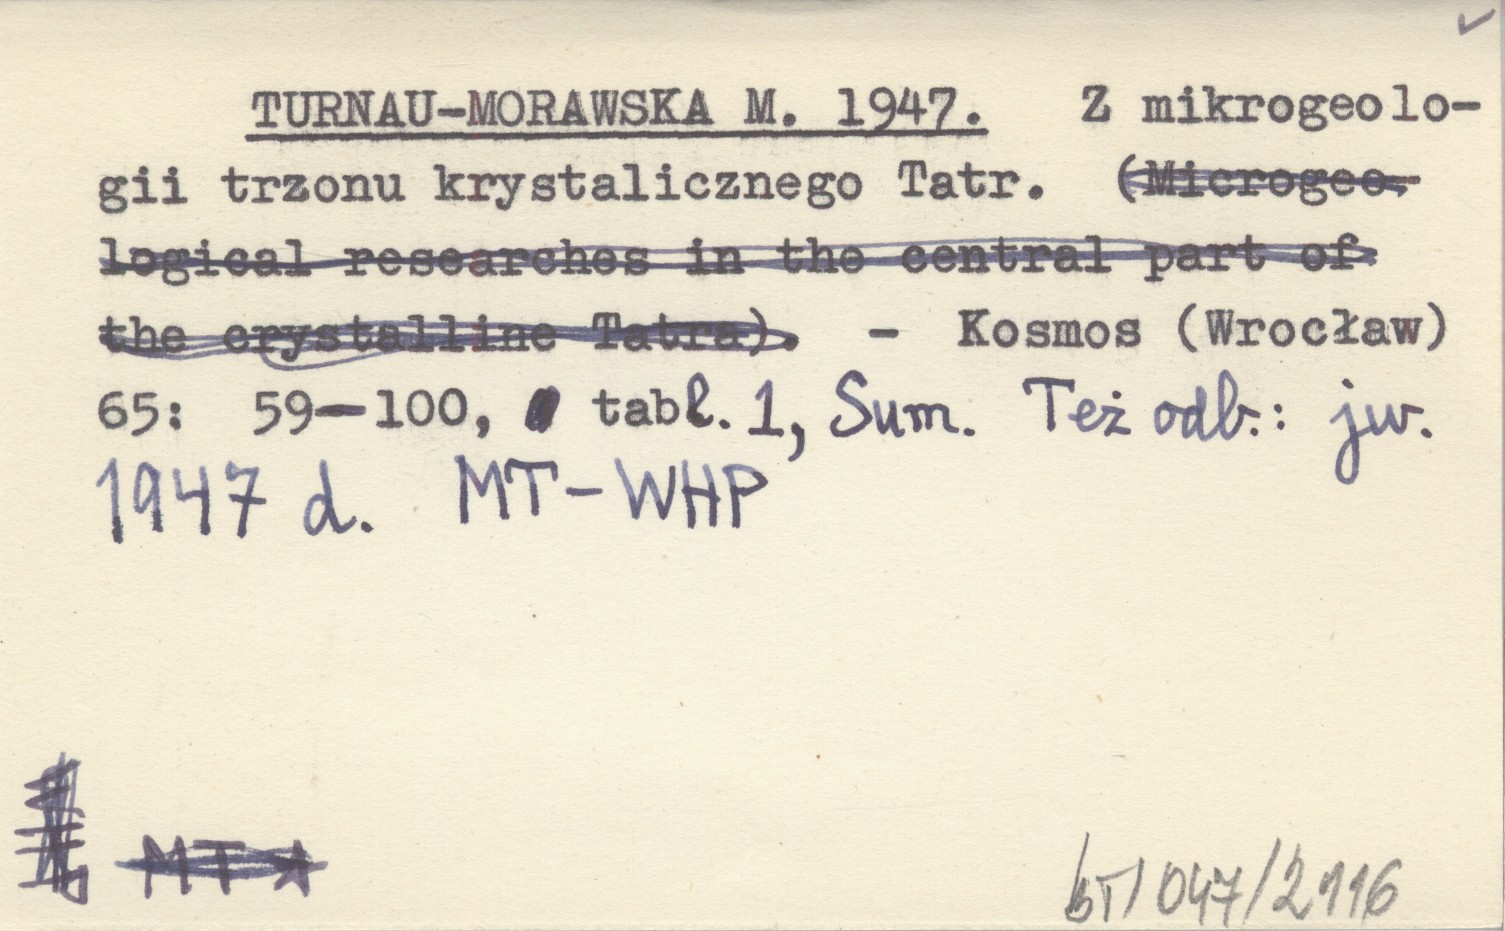 TURNAU-MORAWSKA M. 1947. Z mikrogeolo-
gii trzonu krystalicznego Tatr. (Microgeo-
logical researches in the central part of
the crystalline Tatra). - Kosmos (Wrocław)
65: 59-100, tabl. 1, Sum. Też odb.: jw.
1947 d. MT-WHP
MT
bT/047/2116